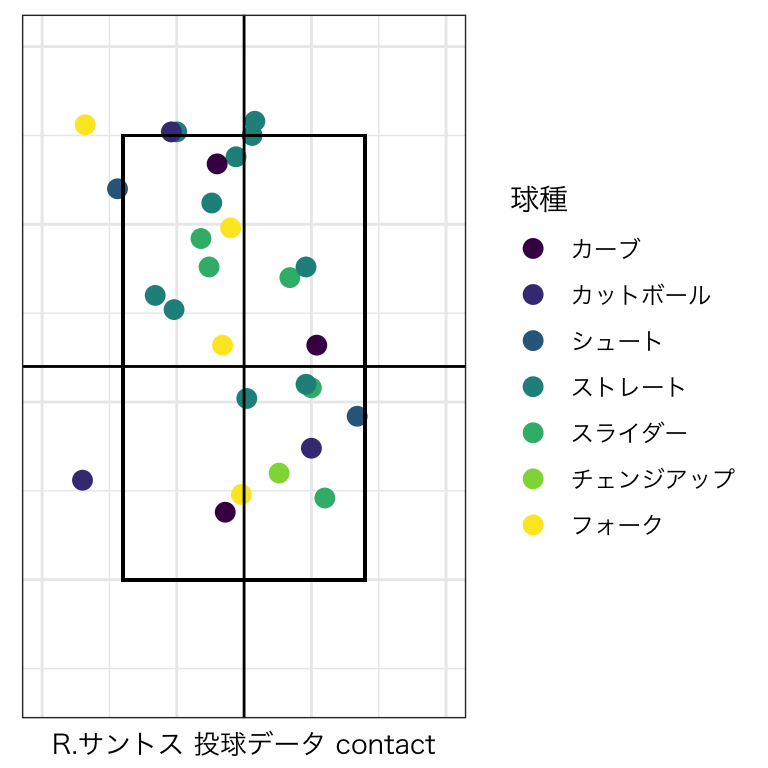 球種
カーブ
カットボール
シュート
ストレート
スライダー
チェンジアップ
フォーク
R.サントス 投球データ contact